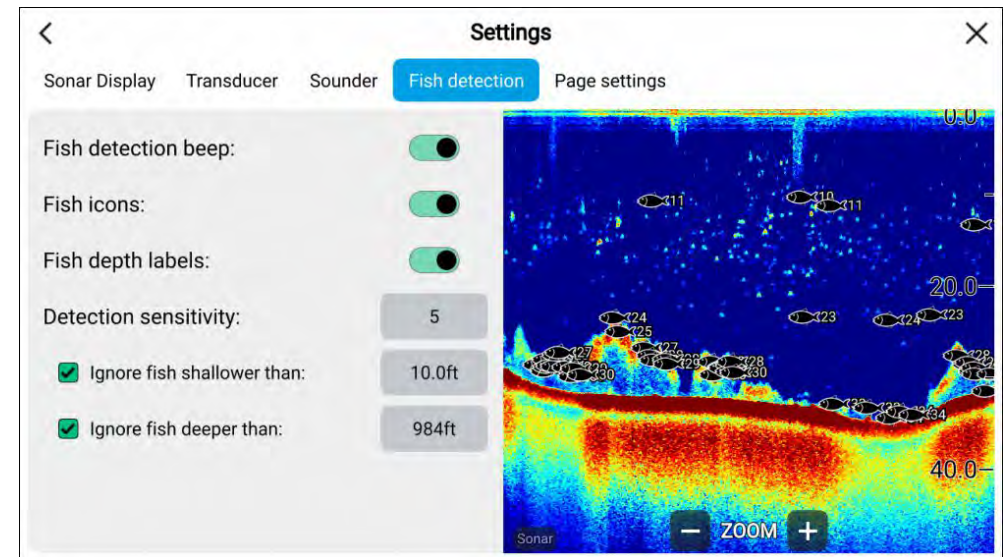 Settings
Sonar Display Transducer Sounder Fish detection Page settings
Fish detection beep:
Fish icons:
Fish depth labels:
Detection sensitivity: 5
Ignore fish shallower than: 10.0ft
Ignore fish deeper than: 984ft
0.0
11 10
11
20.0
24 23 24 23
25
27 27 28
29 28
30 30
34
40.0
Sonar
ZOOM